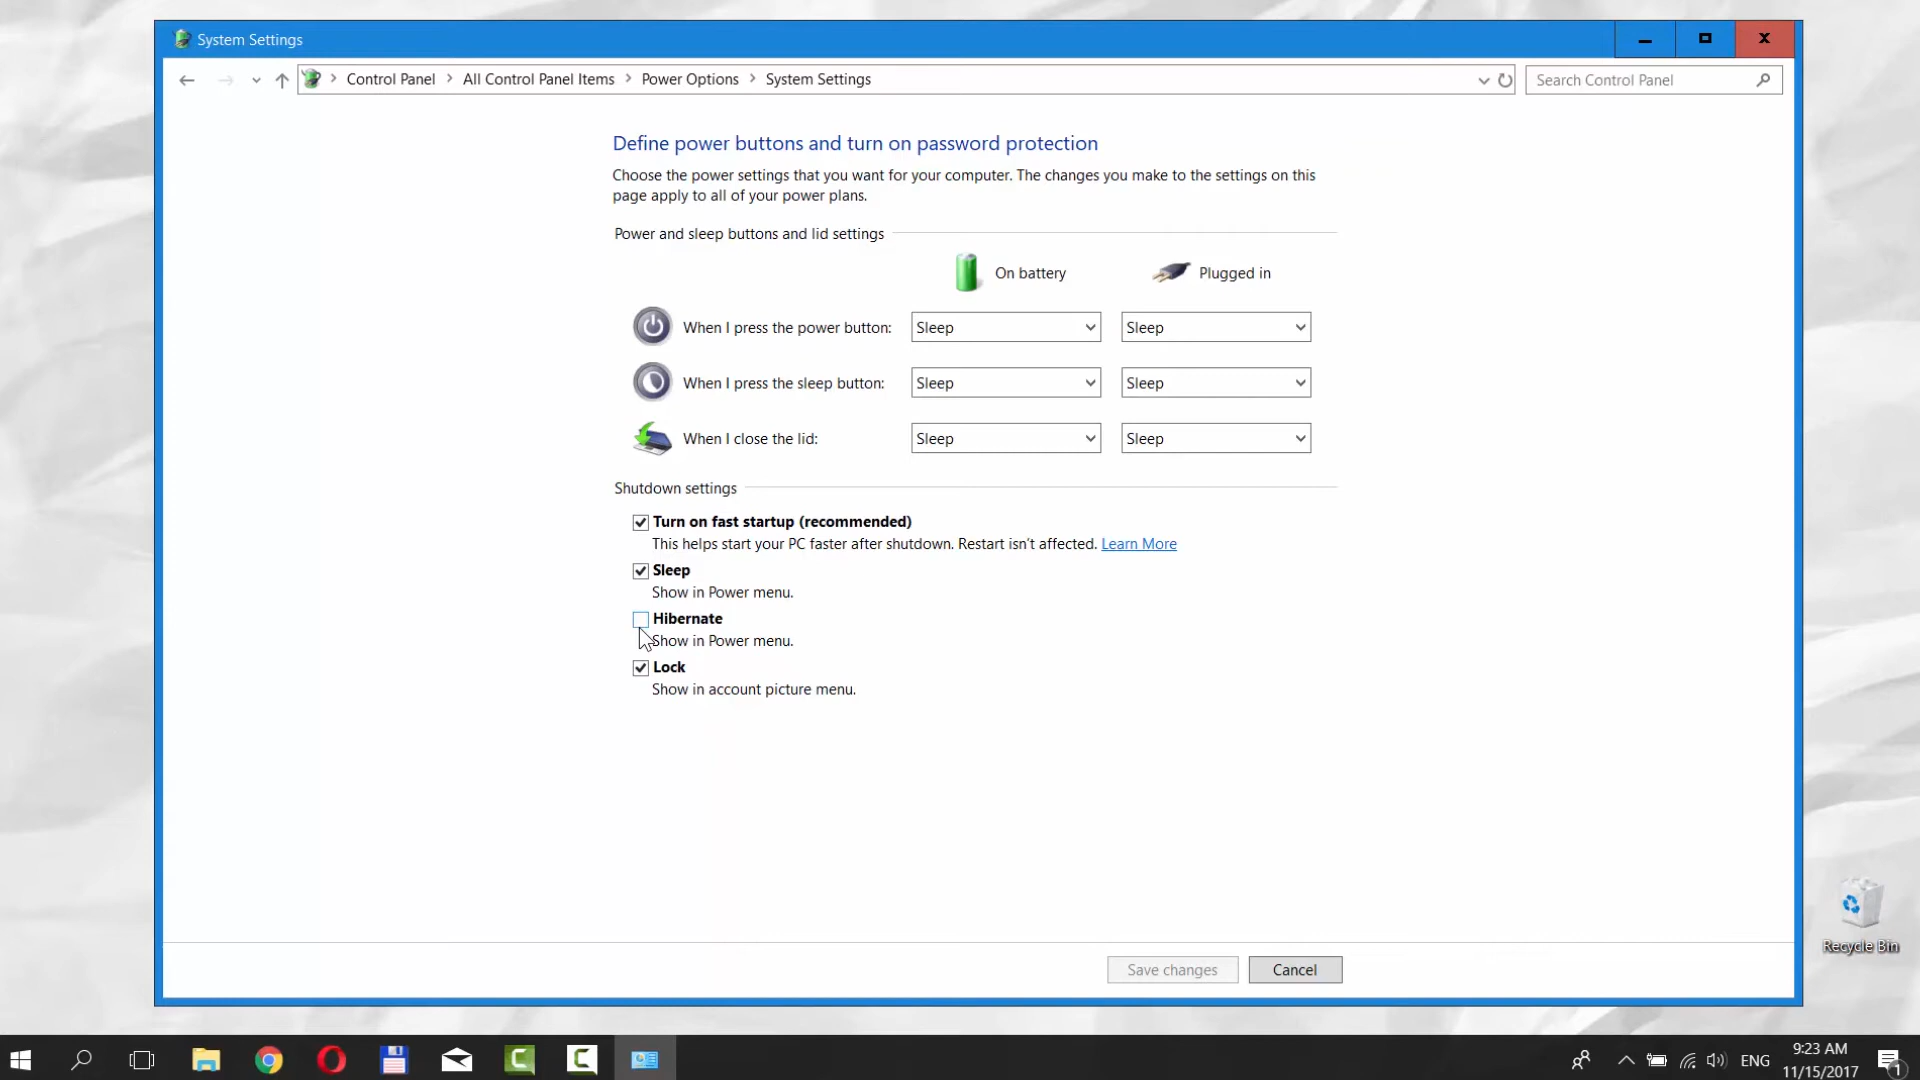 System Settings
Control Panel > All Control Panel Items > Power Options > System Settings
Search Control Panel
Define power buttons and turn on password protection
Choose the power settings that you want for your computer. The changes you make to the settings on this
page apply to all of your power plans.
Power and sleep buttons and lid settings
On battery Plugged in
When I press the power button: Sleep Sleep
When I press the sleep button: Sleep Sleep
When I close the lid: Sleep Sleep
Shutdown settings
Turn on fast startup (recommended)
This helps start your PC faster after shutdown. Restart isn't affected. Learn More
Sleep
Show in Power menu.
Hibernate
Show in Power menu.
Lock
Show in account picture menu.
Save changes Cancel
Recycle Bin
ENG
9:23 AM
11/15/2017
1